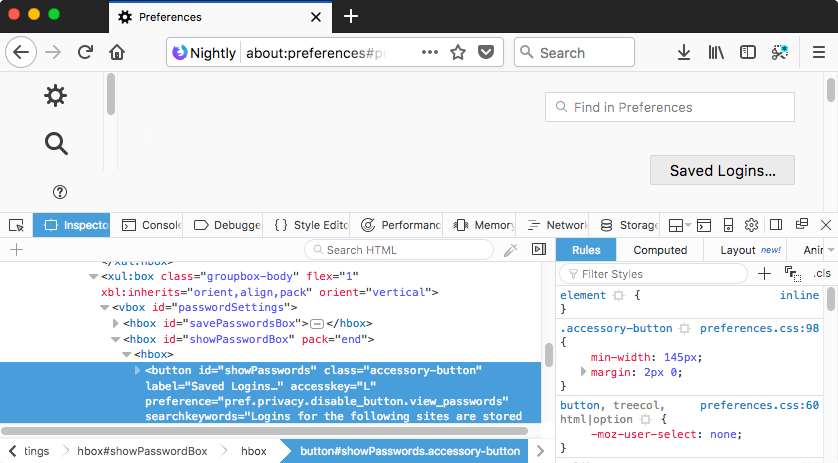 Preferences
Nightly about:preferences#pr Search
Find in Preferences
Saved Logins...
Inspector Console Debugge Style Edito Performanc Memory Network Storage
Search HTML
Rules Computed Layout new! Anim
Filter Styles .cls
</xul:hbox>
<xul:box class="groupbox-body" flex="1"
xbl:inherits="orient,align,pack" orient="vertical">
<vbox id="passwordSettings">
<hbox id="savePasswordsBox"></hbox>
<hbox id="showPasswordBox" pack="end">
<hbox>
<button id="showPasswords" class="accessory-button"
label="Saved Logins…" accesskey="L"
preference="pref.privacy.disable_button.view_passwords"
searchkeywords="Logins for the following sites are stored
element { inline
}
.accessory-button preferences.css:98
{
min-width: 145px;
margin: 2px 0;
}
button, treecol, preferences.css:60
html|option {
-moz-user-select: none;
}
tings hbox#showPasswordBox hbox button#showPasswords.accessory-button